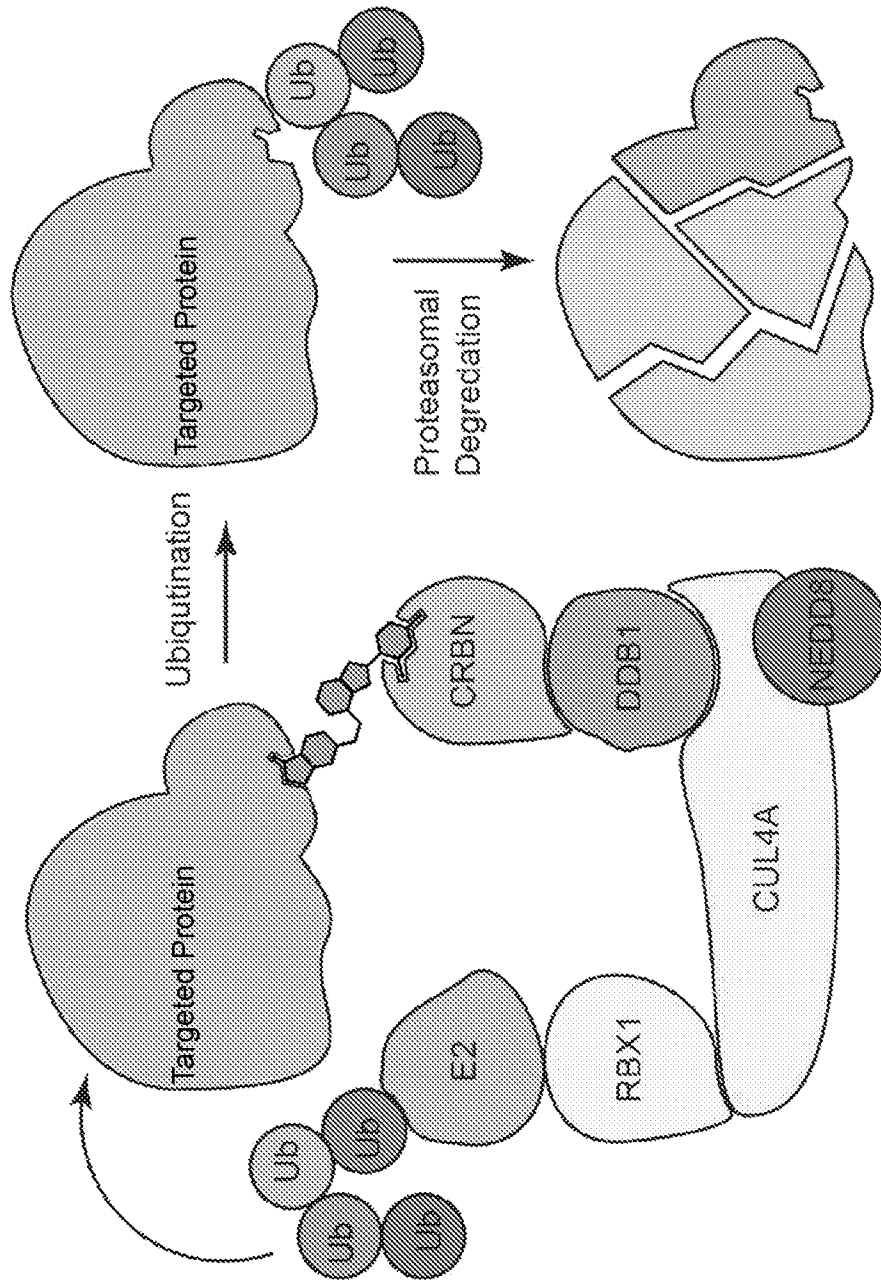 Targeted Protein
Ubiqutination
Targeted Protein
Ub
Ub
Ub
Ub
E2
RBX1
CUL4A
CRBN
DDB1
NEDD8
Ub
Ub
Ub
Ub
Proteasomal
Degredation